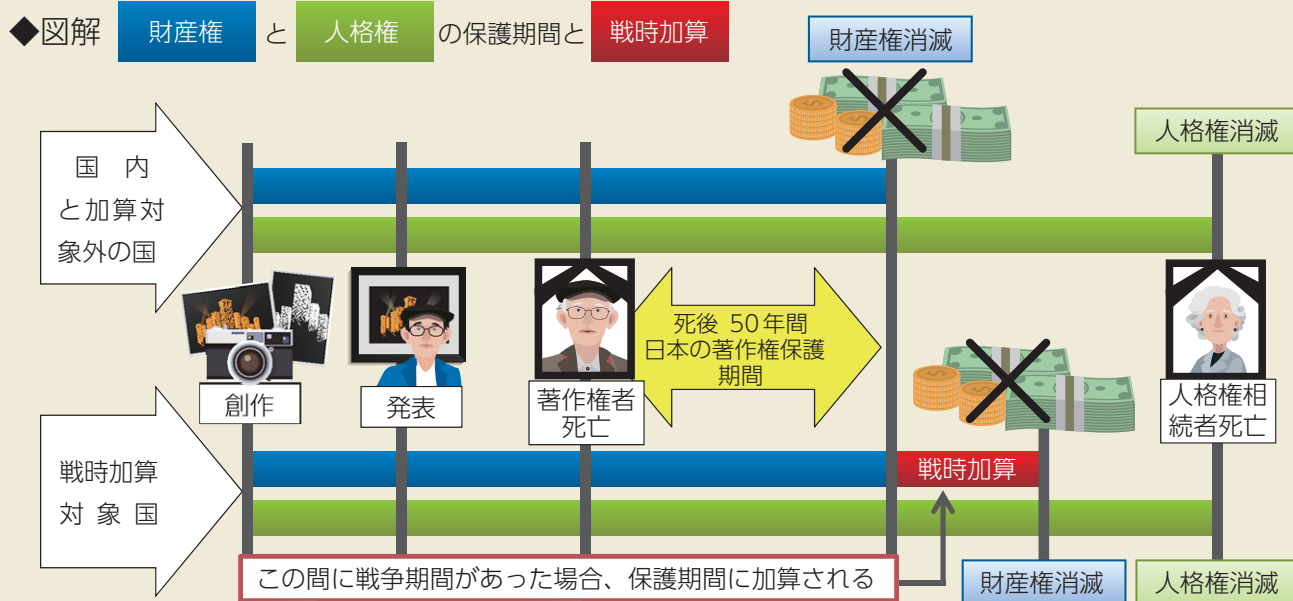 ◆図解 財産権 と 人格権 の保護期間と 戦時加算
財産権消滅
人格権消滅
国 内
と加算対
象外の国
創作
発表
著作権者
死亡
死後 50 年間
日本の著作権保護
期間
人格権相
続者死亡
戦時加算
対 象 国
戦時加算
この間に戦争期間があった場合、保護期間に加算される
財産権消滅
人格権消滅